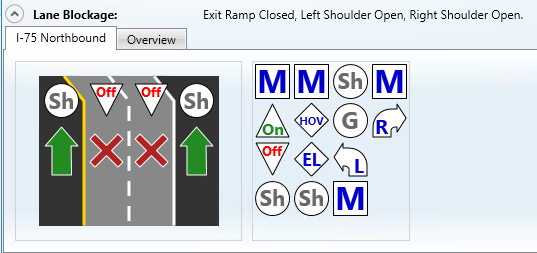 Lane Blockage: Exit Ramp Closed, Left Shoulder Open, Right Shoulder Open.
I-75 Northbound Overview
Sh Off Off Sh
M M Sh M
On HOV G R
Off EL L
Sh Sh M